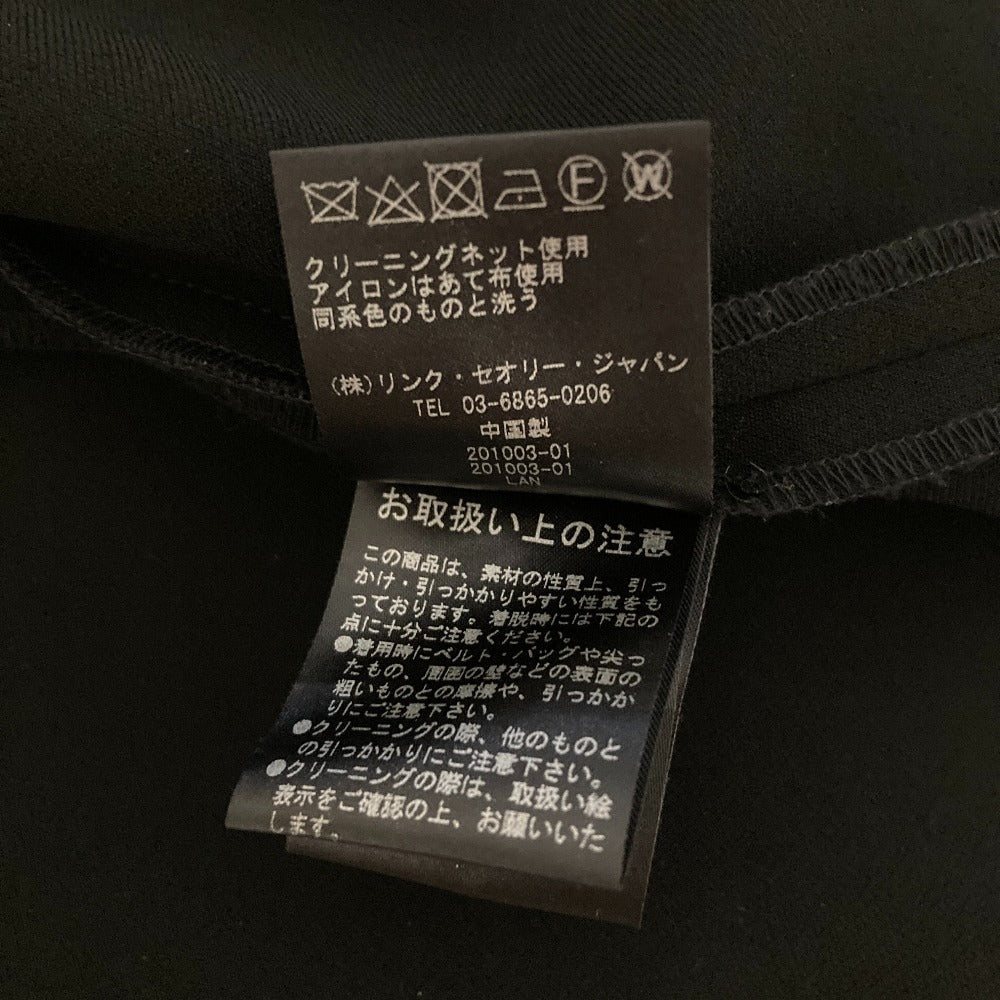 F W
クリーニングネット使用
アイロンはあて布使用
同系色のものと洗う
(株)リンク・セオリー・ジャパン
TEL 03-6865-0206
中国製
201003-01
201003-01
LAN
お取扱い上の注意
この商品は、素材の性質上、引っ
かけ・引っかかりやすい性質をも
っております。着脱時には下記の
点に十分ご注意ください。
●着用時にベルト・バッグや尖っ
たもの、周囲の壁などの表面の
粗いものとの摩擦や、引っかか
りにご注意下さい。
●クリーニングの際、他のものと
の引っかかりにご注意下さい。
●クリーニングの際は、取扱い絵
表示をご確認の上、お願いいた
します。